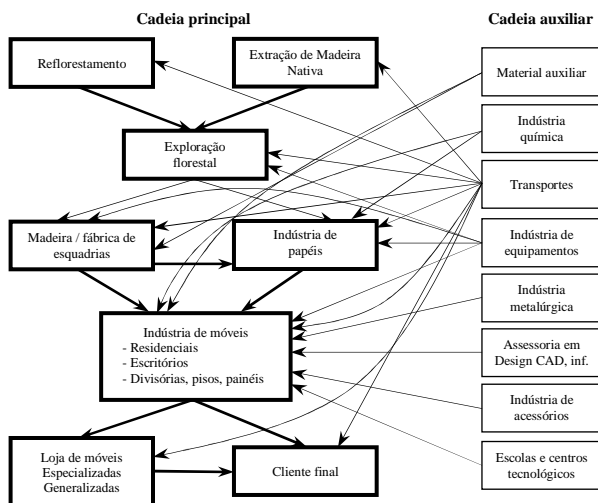 Cadeia principal
Cadeia auxiliar
Reflorestamento
Extração de Madeira
Nativa
Exploração
florestal
Madeira / fábrica de
esquadrias
Indústria de
papéis
Indústria de móveis
- Residenciais
- Escritórios
- Divisórias, pisos, painéis
Loja de móveis
Especializadas
Generalizadas
Cliente final
Material auxiliar
Indústria
química
Transportes
Indústria de
equipamentos
Indústria
metalúrgica
Assessoria em
Design CAD, inf.
Indústria de
acessórios
Escolas e centros
tecnológicos